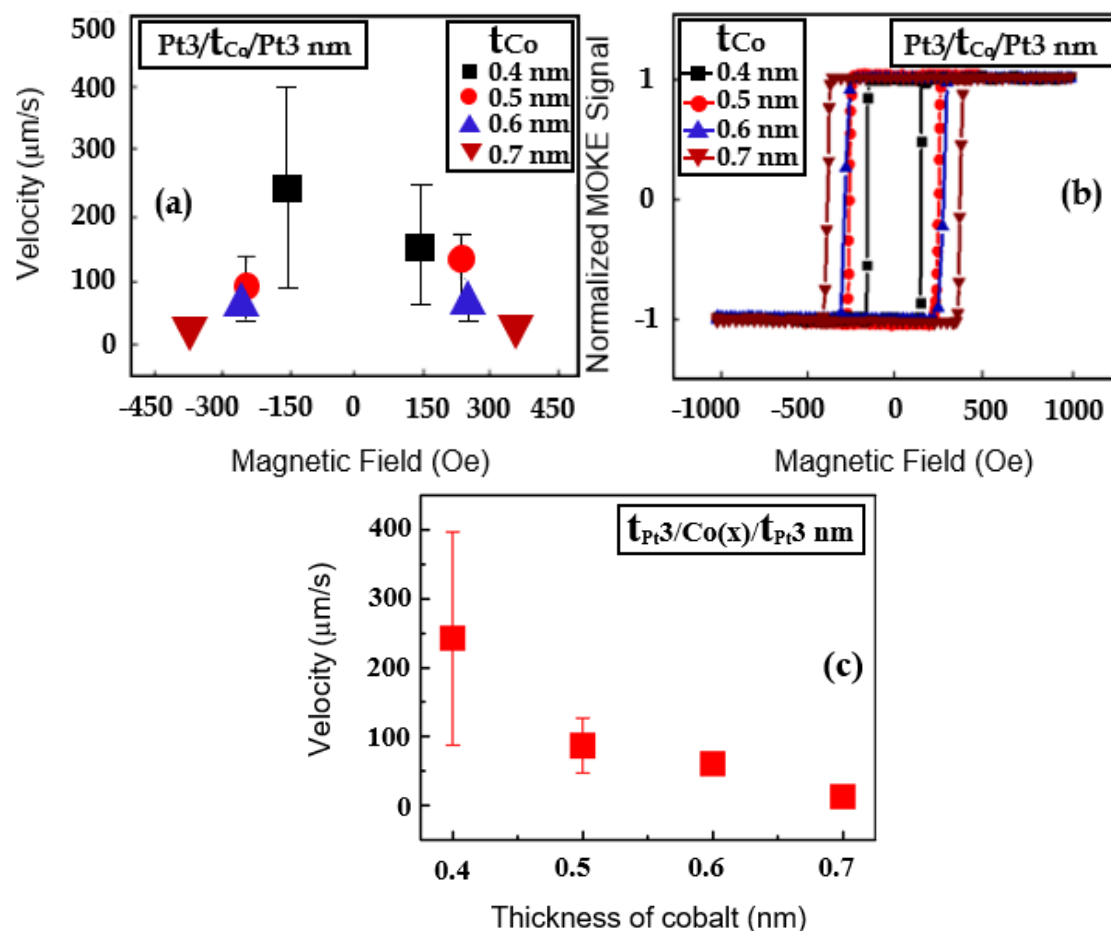 500
400
300
200
100
0
Velocity (μm/s)
Pt3/tCo/Pt3 nm
tCo
0.4 nm
0.5 nm
0.6 nm
0.7 nm
(a)
-450 -300 -150 0 150 300 450
Magnetic Field (Oe)
Normalized MOKE Signal
1
0
-1
tCo
0.4 nm
0.5 nm
0.6 nm
0.7 nm
Pt3/tCo/Pt3 nm
(b)
-1000 -500 0 500 1000
Magnetic Field (Oe)
Velocity (μm/s)
400
300
200
100
0
tPt3/Co(x)/tPt3 nm
(c)
0.4 0.5 0.6 0.7
Thickness of cobalt (nm)